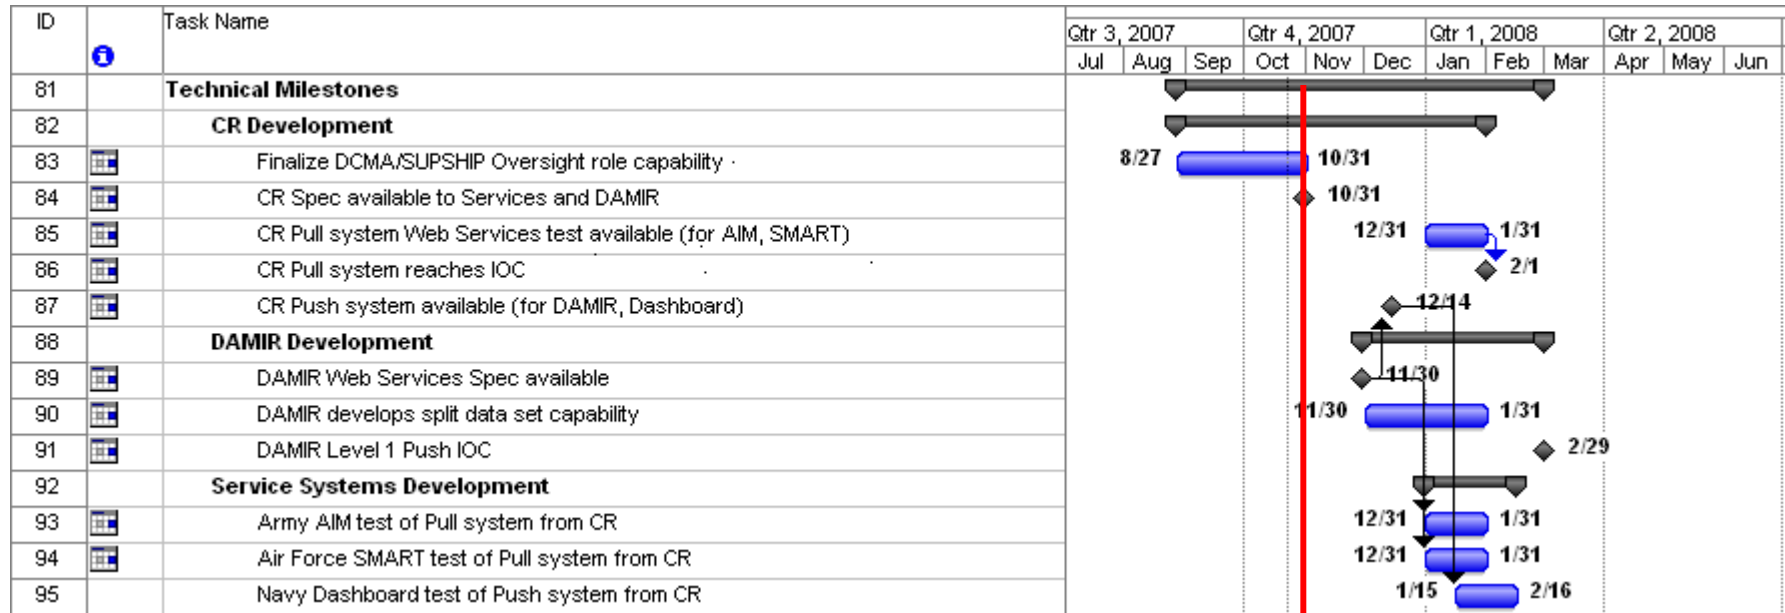 ID Task Name Qtr 3, 2007 Qtr 4, 2007 Qtr 1, 2008 Qtr 2, 2008
Jul Aug Sep Oct Nov Dec Jan Feb Mar Apr May Jun
81 Technical Milestones
82 CR Development
83 Finalize DCMA/SUPSHIP Oversight role capability 8/27 10/31
84 CR Spec available to Services and DAMIR 10/31
85 CR Pull system Web Services test available (for AIM, SMART) 12/31 1/31
86 CR Pull system reaches IOC 2/1
87 CR Push system available (for DAMIR, Dashboard) 12/14
88 DAMIR Development
89 DAMIR Web Services Spec available 11/30
90 DAMIR develops split data set capability 11/30 1/31
91 DAMIR Level 1 Push IOC 2/29
92 Service Systems Development
93 Army AIM test of Pull system from CR 12/31 1/31
94 Air Force SMART test of Pull system from CR 12/31 1/31
95 Navy Dashboard test of Push system from CR 1/15 2/16